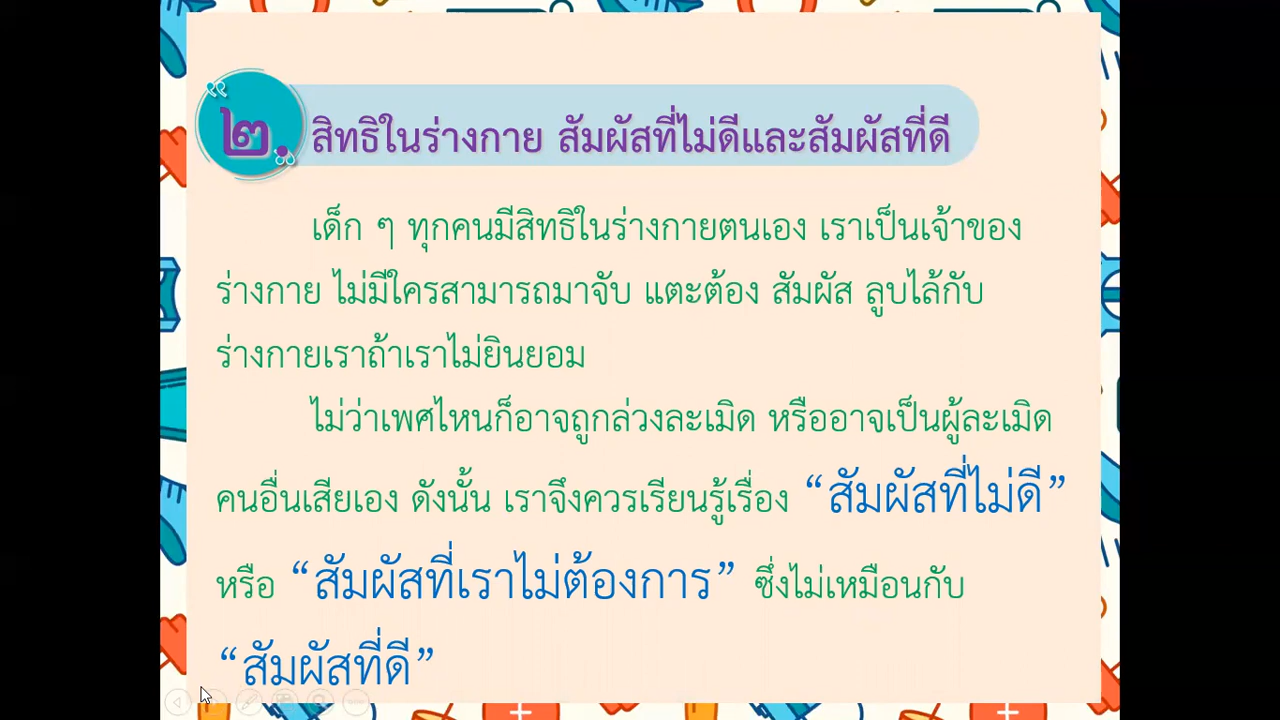 ๒. สิทธิในร่างกาย สัมผัสที่ไม่ดีและสัมผัสที่ดี
เด็ก ๆ ทุกคนมีสิทธิในร่างกายตนเอง เราเป็นเจ้าของ
ร่างกาย ไม่มีใครสามารถมาจับ แตะต้อง สัมผัส ลูบไล้กับ
ร่างกายเราถ้าเราไม่ยินยอม
ไม่ว่าเพศไหนก็อาจถูกล่วงละเมิด หรืออาจเป็นผู้ละเมิด
คนอื่นเสียเอง ดังนั้น เราจึงควรเรียนรู้เรื่อง “สัมผัสที่ไม่ดี”
หรือ “สัมผัสที่เราไม่ต้องการ” ซึ่งไม่เหมือนกับ
“สัมผัสที่ดี”